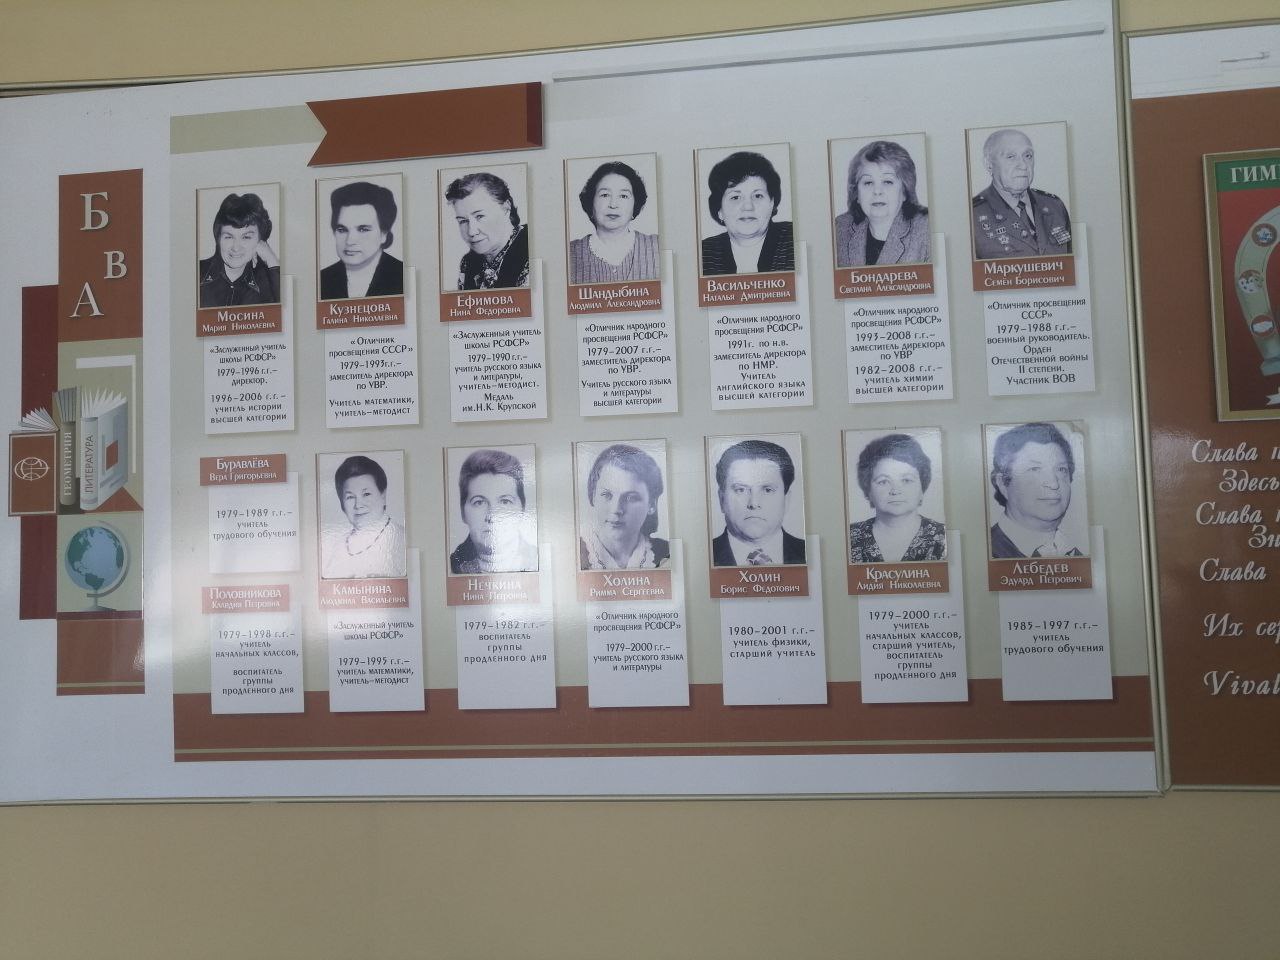 Б
В
А
ГЕОМЕТРИЯ
ЛИТЕРАТУРА
Мосина
Мария Николаевна
«Заслуженный учитель
школы РСФСР»
1979-1996 г.г.–
директор.
1996-2006 г.г. –
учитель истории
высшей категории
Кузнецова
Галина Николаевна
«Отличник
просвещения СССР»
1979-1993г.г.–
заместитель директора
по УВР.
Учитель математики,
учитель-методист
Ефимова
Нина Федоровна
«Заслуженный учитель
школы РСФСР»
1979-1990 г.г.–
учитель русского языка
и литературы,
учитель-методист.
Медаль
им.Н.К. Крупской
Шандыбина
Людмила Александровна
«Отличник народного
просвещения РСФСР»
1979-2007 г.г.–
заместитель директора
по УВР.
Учитель русского языка
и литературы
высшей категории
Васильченко
Наталья Дмитриевна
«Отличник народного
просвещения РСФСР»
1991г. по н.в.
заместитель директора
по НМР.
Учитель
английского языка
высшей категории
Бондарева
Светлана Александровна
«Отличник народного
просвещения РСФСР»
1993-2008 г.г.–
заместитель директора
по УВР
1982-2008 г.г.–
учитель химии
высшей категории
Маркушевич
Семён Борисович
«Отличник просвещения
СССР»
1979-1988 г.г.–
военный руководитель.
Орден
Отечественной войны
II степени.
Участник ВОВ
Буравлёва
Вера Григорьевна
1979-1989 г.г.–
учитель
трудового обучения
Половникова
Клавдия Петровна
1979-1998 г.г.–
учитель
начальных классов,
воспитатель
группы
продленного дня
Камынина
Людмила Васильевна
«Заслуженный учитель
школы РСФСР»
1979-1995 г.г.–
учитель математики,
учитель-методист
Нечкина
Нина Петровна
1979-1982 г.г.–
воспитатель
группы
продленного дня
Холина
Римма Сергеевна
«Отличник народного
просвещения РСФСР»
1979-2000 г.г.–
учитель русского языка
и литературы
Холин
Борис Федотович
1980-2001 г.г.–
учитель физики,
старший учитель
Красулина
Лидия Николаевна
1979-2000 г.г.–
учитель
начальных классов,
старший учитель,
воспитатель
группы
продленного дня
Лебедев
Эдуард Петрович
1985-1997 г.г.–
учитель
трудового обучения
ГИМ
Слава
Здесь
Слава
Зн
Слава
Их сер
Vival